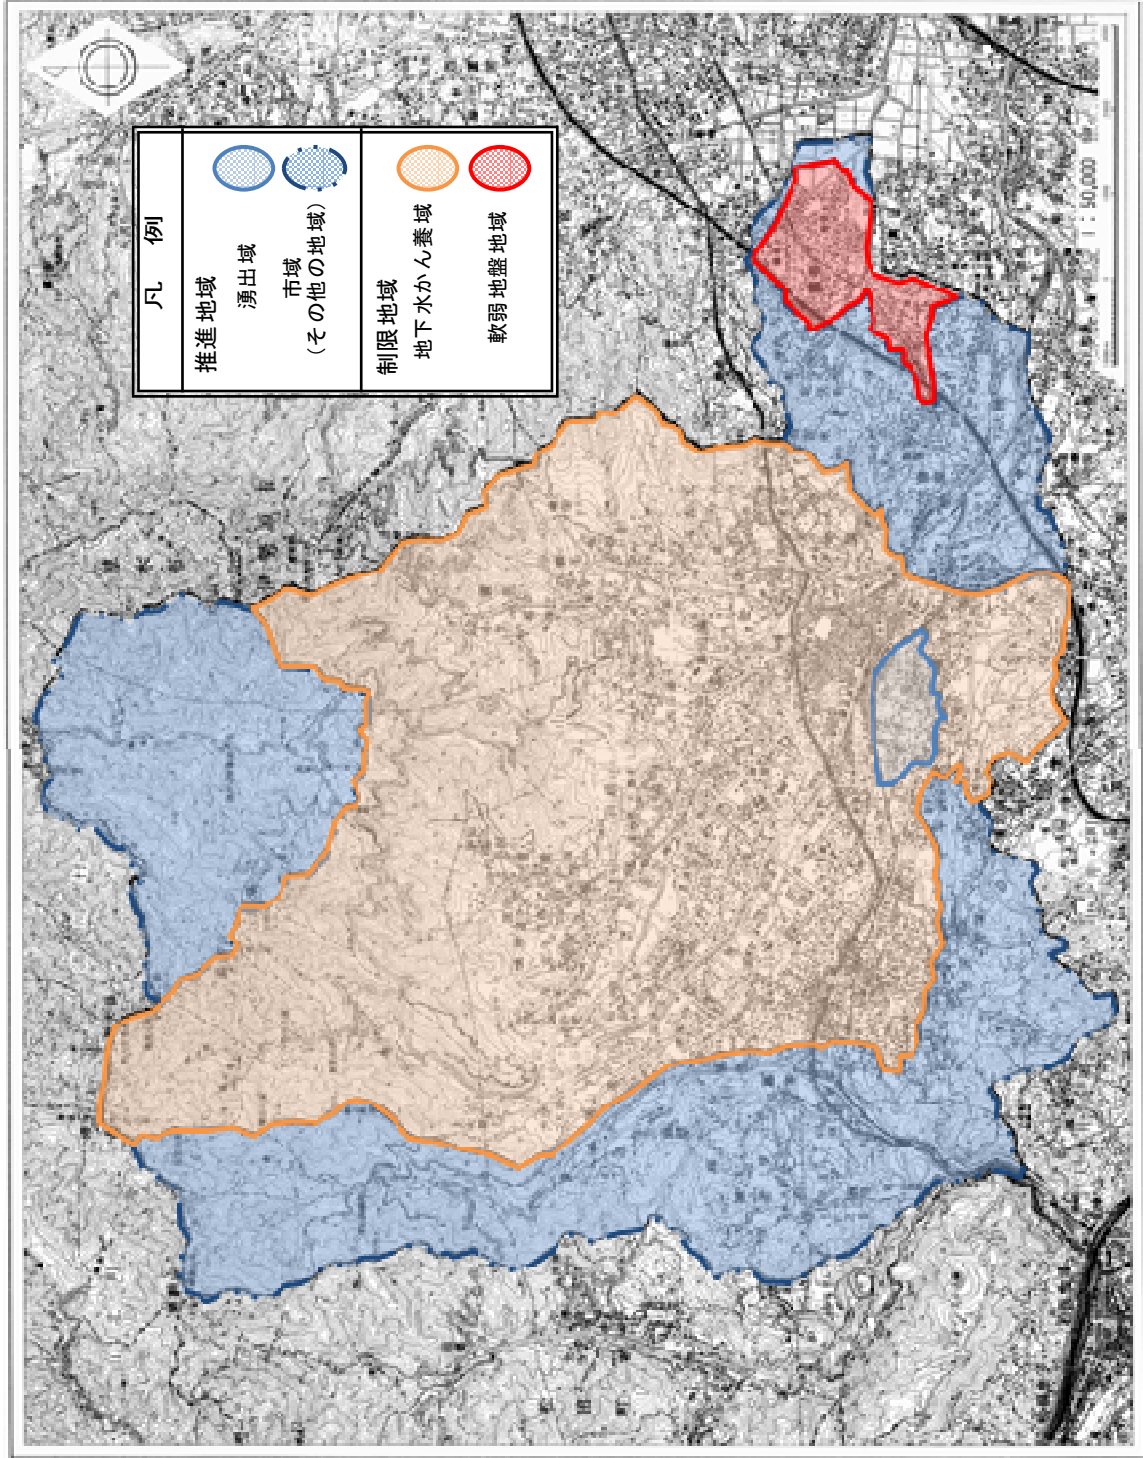 凡 例
推進地域
湧出域
市域
(その他の地域)
制限地域
地下水かん養域
軟弱地盤地域
1 : 50,000